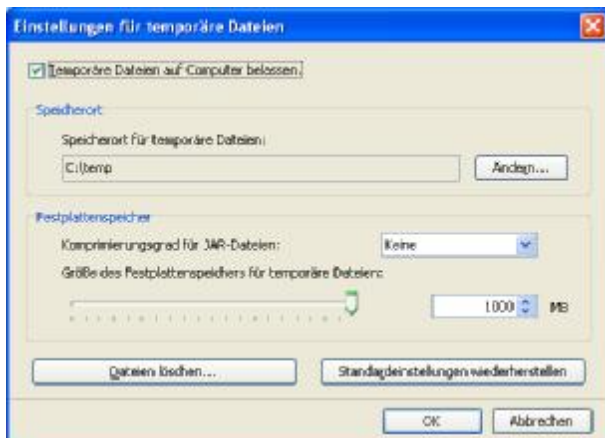 Einstellungen für temporäre Dateien
Temporäre Dateien auf Computer belassen.
Speicherort
Speicherort für temporäre Dateien:
C:\temp
Ändern...
Festplattenspeicher
Komprimierungsgrad für JAR-Dateien:
Keine
Größe des Festplattenspeichers für temporäre Dateien:
1000 MB
Dateien löschen...
Standardeinstellungen wiederherstellen
OK
Abbrechen